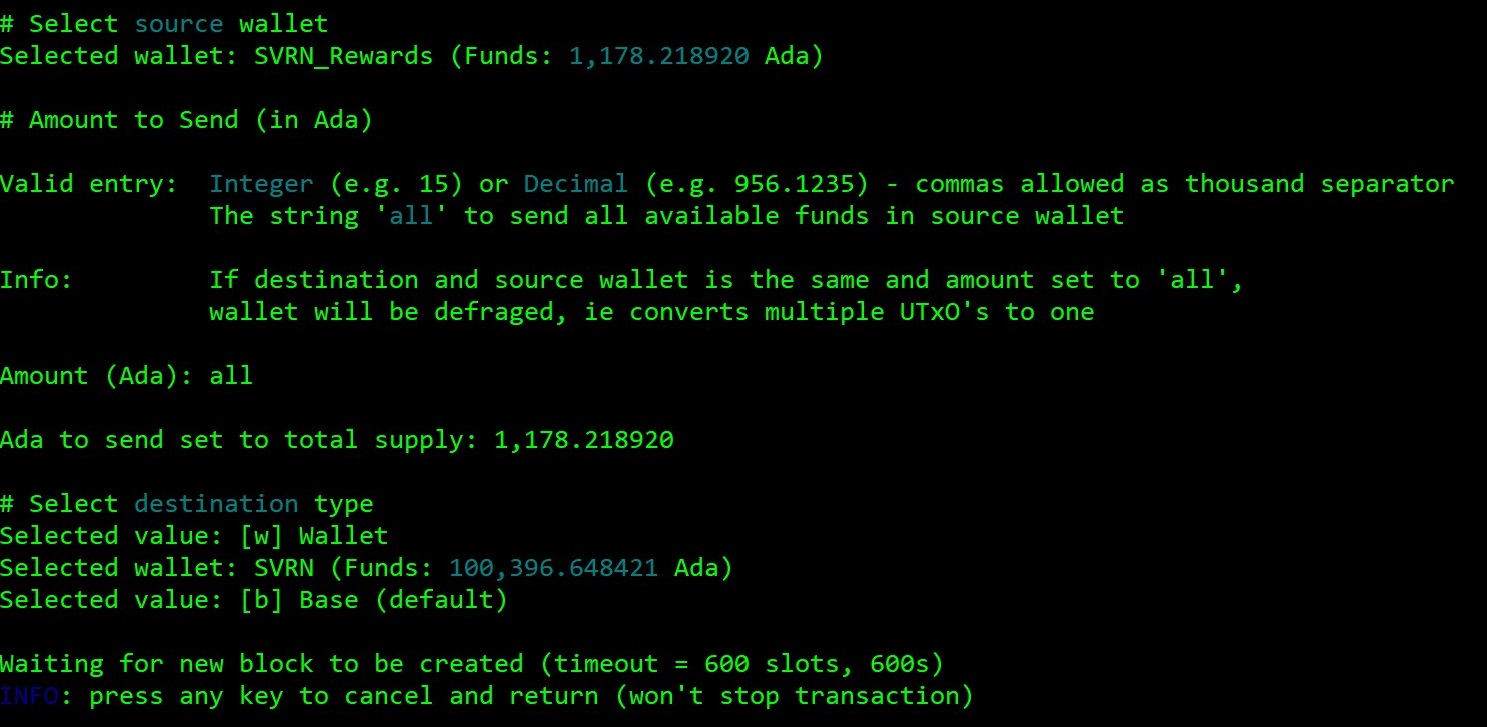 # Select source wallet
Selected wallet: SVRN_Rewards (Funds: 1,178.218920 Ada)
# Amount to Send (in Ada)
Valid entry: Integer (e.g. 15) or Decimal (e.g. 956.1235) - commas allowed as thousand separator
The string 'all' to send all available funds in source wallet
Info: If destination and source wallet is the same and amount set to 'all',
wallet will be defraged, ie converts multiple UTxO's to one
Amount (Ada): all
Ada to send set to total supply: 1,178.218920
# Select destination type
Selected value: [w] Wallet
Selected wallet: SVRN (Funds: 100,396.648421 Ada)
Selected value: [b] Base (default)
Waiting for new block to be created (timeout = 600 slots, 600s)
INFO: press any key to cancel and return (won't stop transaction)